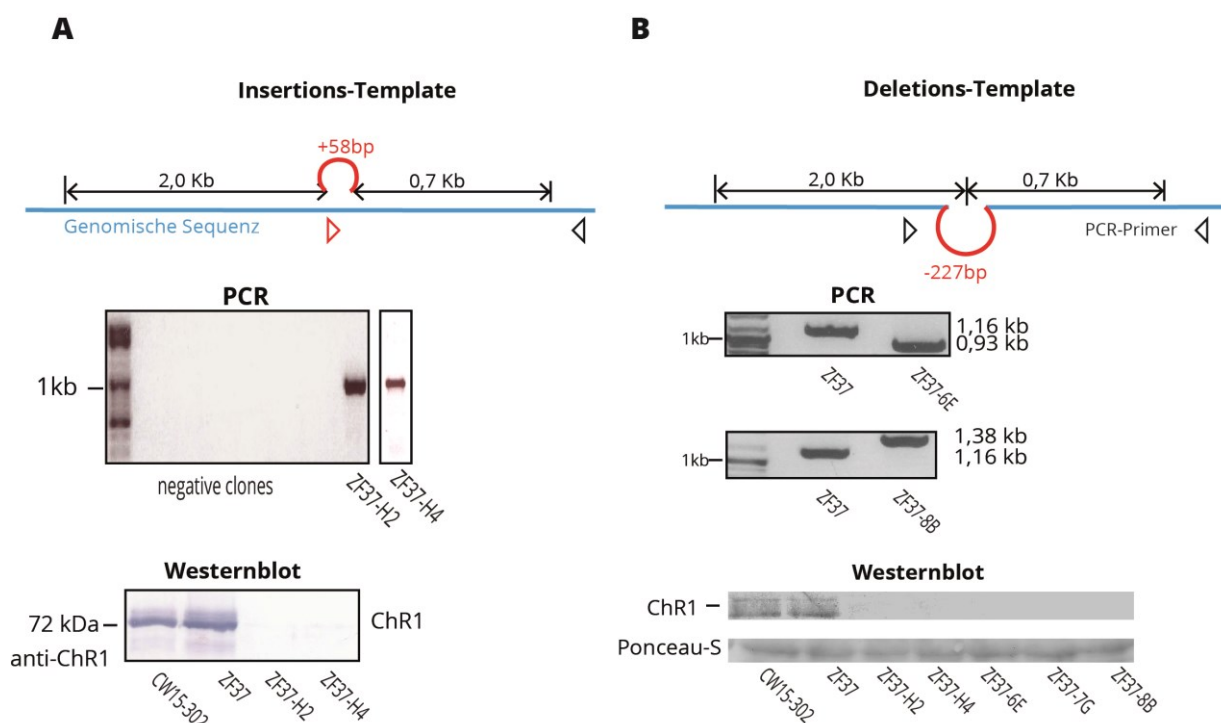 A
Insertions-Template
+58bp
2,0 Kb
0,7 Kb
Genomische Sequenz
PCR
1kb
negative clones
ZF37-H2
ZF37-H4
Westernblot
72 kDa
ChR1
anti-ChR1
CW15-302
ZF37
ZF37-H2
ZF37-H4
B
Deletions-Template
2,0 Kb
0,7 Kb
PCR-Primer
-227bp
PCR
1,16 kb
1kb
0,93 kb
ZF37
ZF37-6E
1,38 kb
1kb
1,16 kb
ZF37
ZF37-8B
Westernblot
ChR1
Ponceau-S
CW15-302
ZF37
ZF37-H2
ZF37-H4
ZF37-6E
ZF37-7G
ZF37-8B